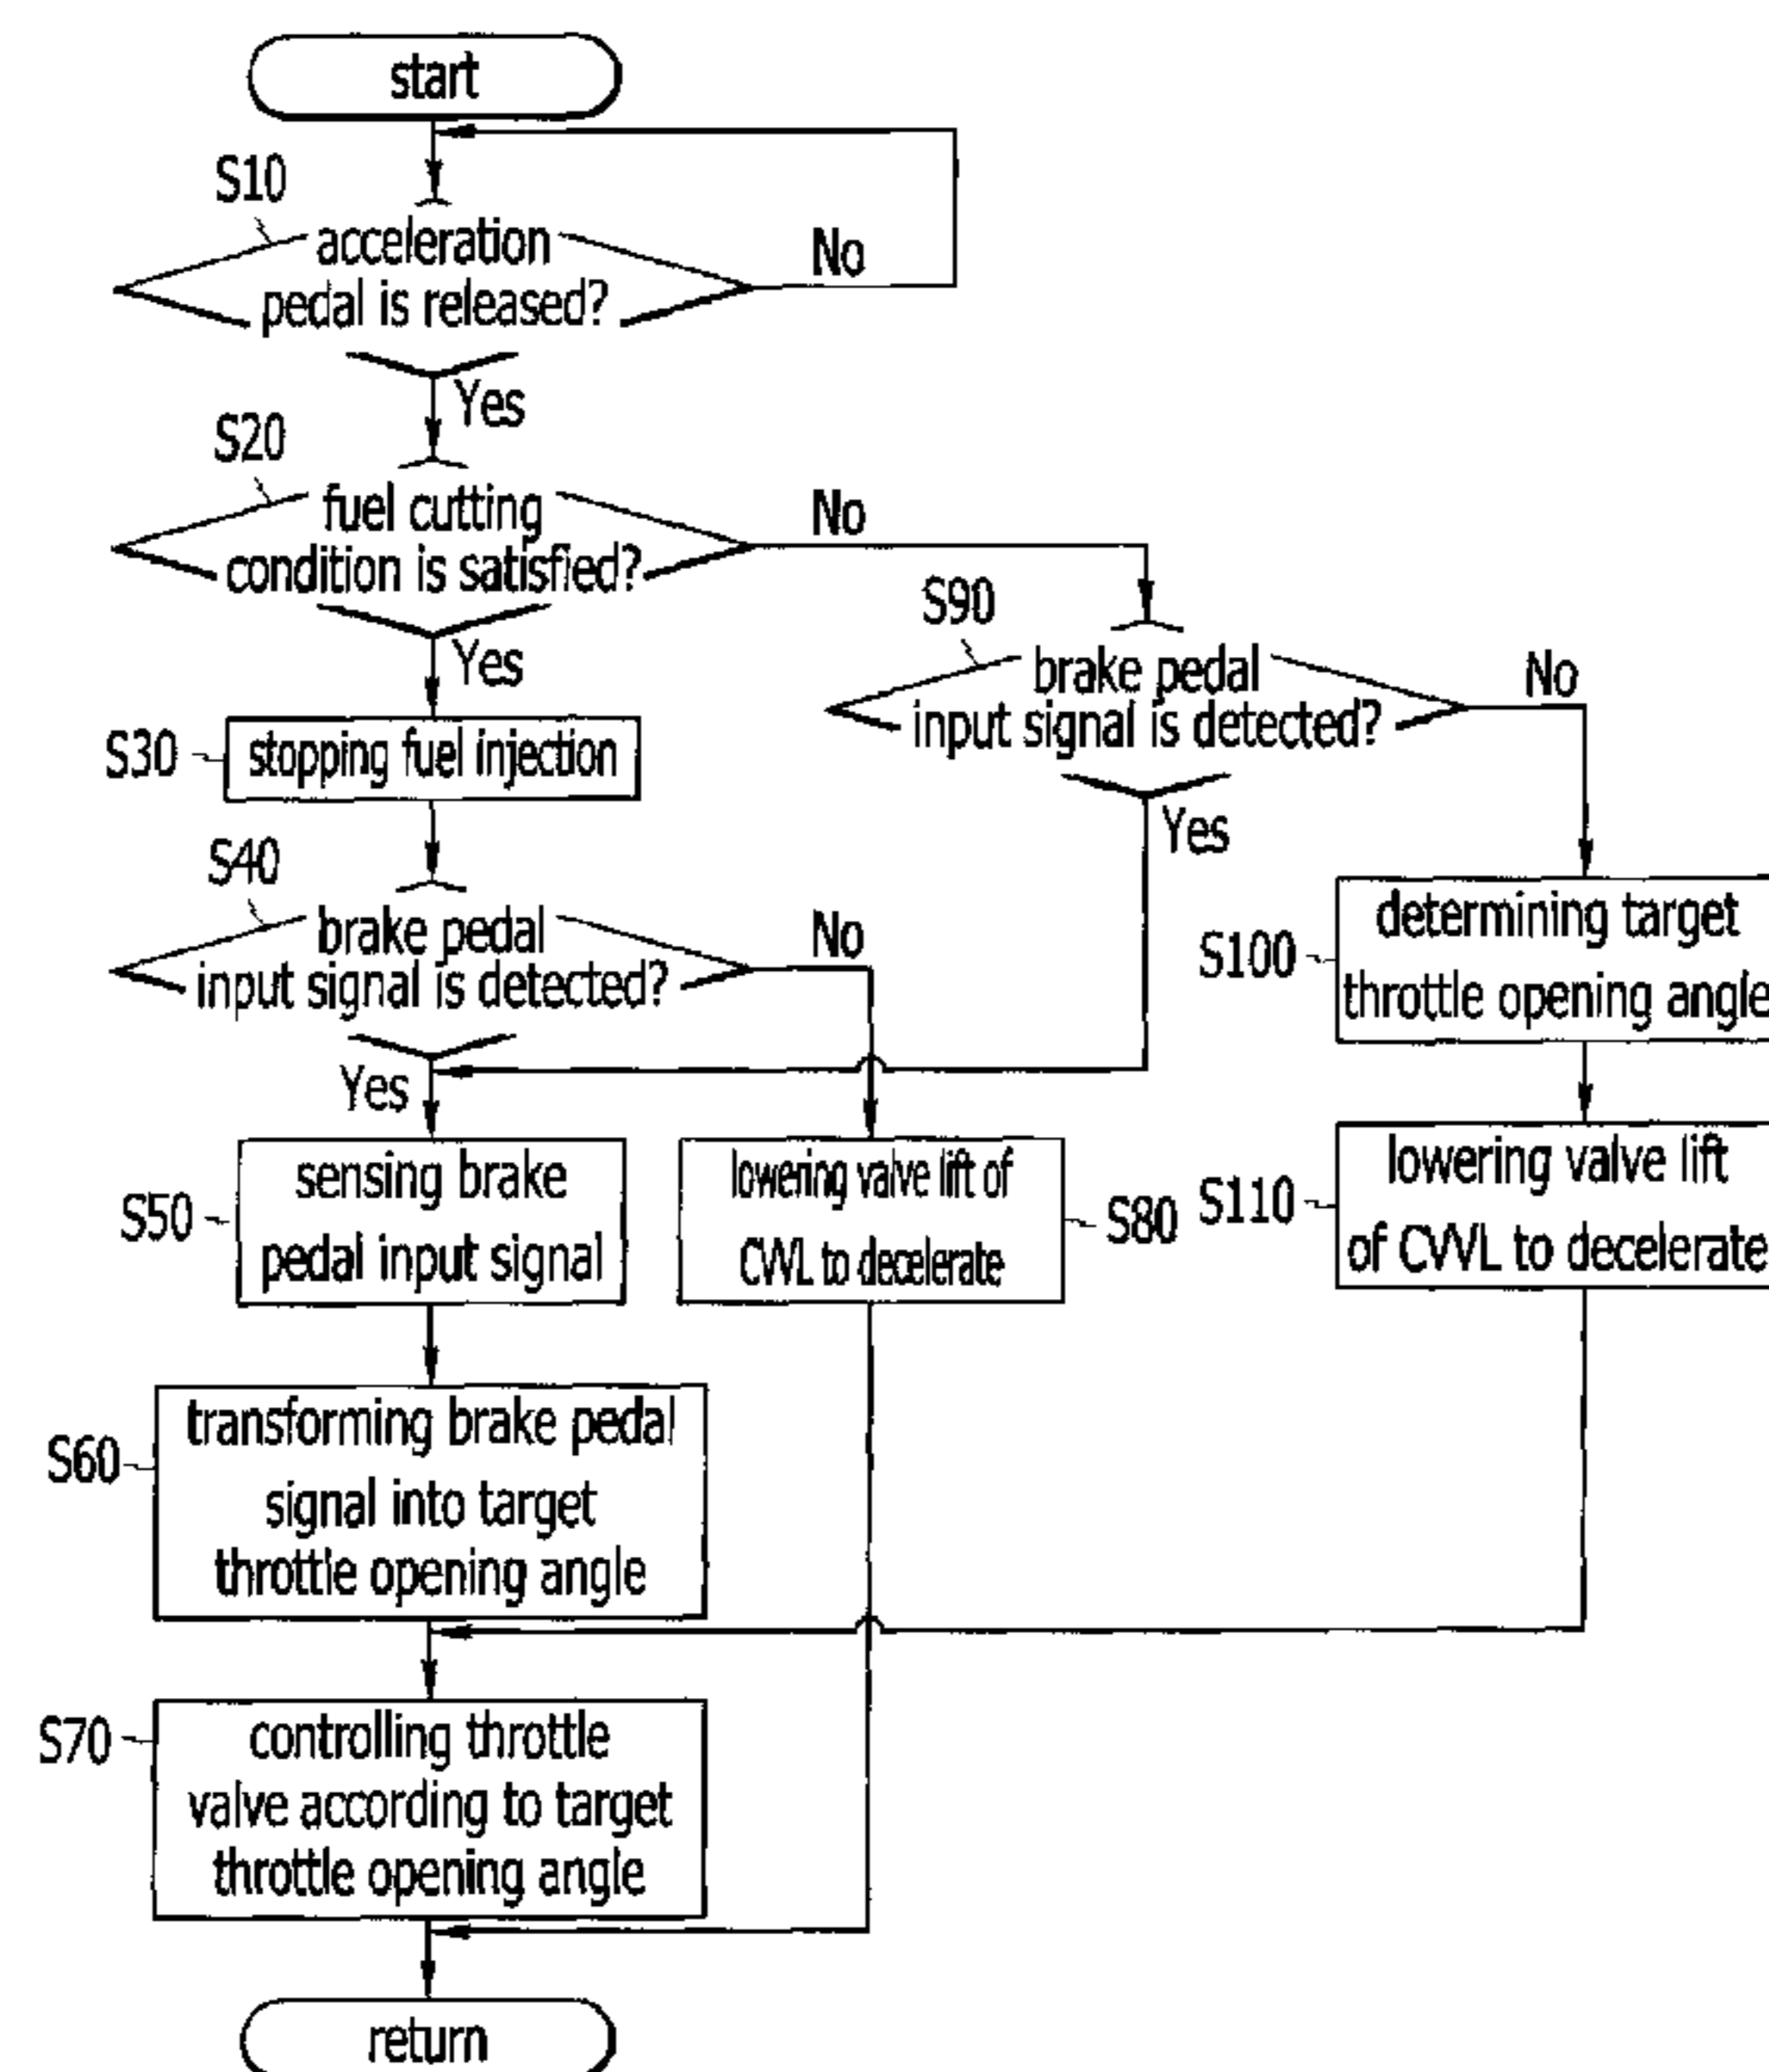 start
S10
acceleration
pedal is released?
No
Yes
S20
fuel cutting
condition is satisfied?
No
Yes
S90
brake pedal
input signal is detected?
No
Yes
S30
stopping fuel injection
S40
brake pedal
input signal is detected?
No
Yes
S100
determining target
throttle opening angle
S50
sensing brake
pedal input signal
lowering valve lift of
CVVL to decelerate
S80
S110
lowering valve lift
of CVVL to decelerate
S60
transforming brake pedal
signal into target
throttle opening angle
S70
controlling throttle
valve according to target
throttle opening angle
return